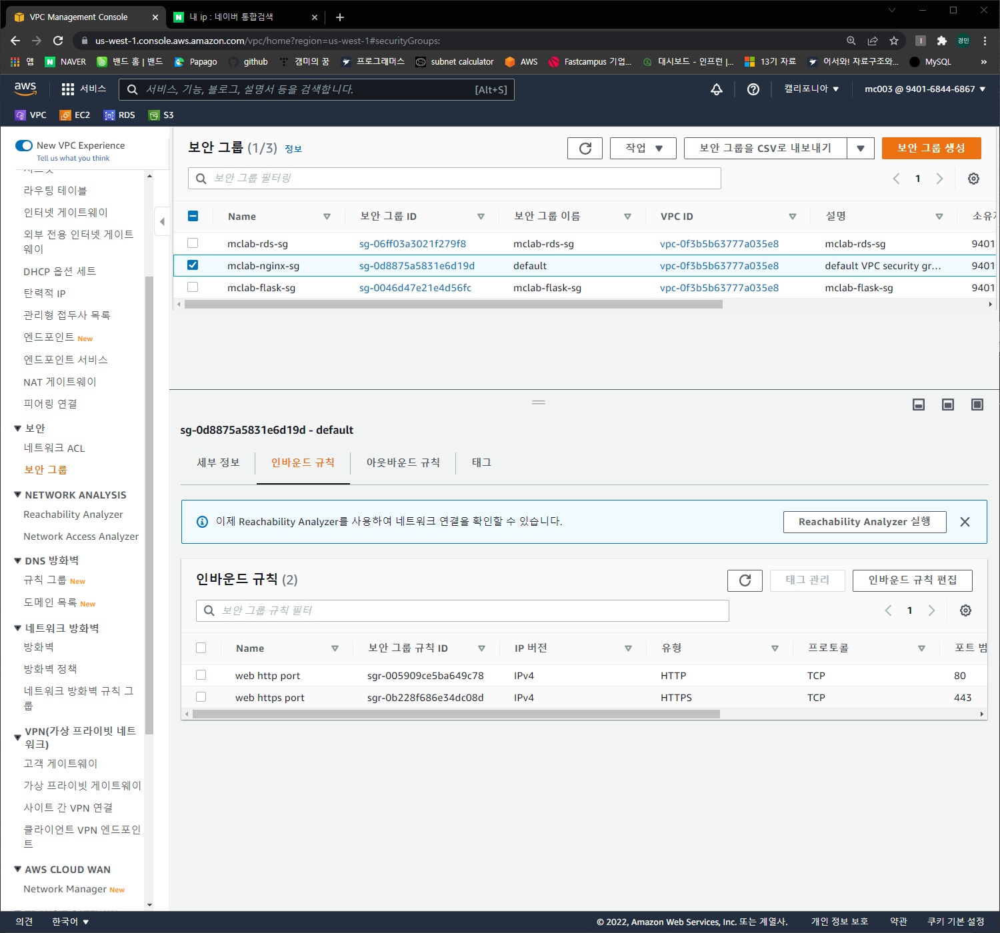 VPC Management Console
내 ip : 네이버 통합검색
us-west-1.console.aws.amazon.com/vpc/home?region=us-west-1#securityGroups:
경민
앱 NAVER 밴드 홈 | 밴드 Papago github 캠미의 꿈 프로그래머스 subnet calculator AWS Fastcampus 기업... 대시보드 - 인프런 |... 13기 자료 어서와! 자료구조와... MySQL »
aws 서비스 서비스, 기능, 블로그, 설명서 등을 검색합니다. [Alt+S] 캘리포니아 ▼ mc003 @ 9401-6844-6867 ▼
VPC EC2 RDS S3
New VPC Experience
Tell us what you think
라우팅 테이블
인터넷 게이트웨이
외부 전용 인터넷 게이트
웨이
DHCP 옵션 세트
탄력적 IP
관리형 접두사 목록
엔드포인트 New
엔드포인트 서비스
NAT 게이트웨이
피어링 연결
▼ 보안
네트워크 ACL
보안 그룹
▼ NETWORK ANALYSIS
Reachability Analyzer
Network Access Analyzer
▼ DNS 방화벽
규칙 그룹 New
도메인 목록 New
▼ 네트워크 방화벽
방화벽
방화벽 정책
네트워크 방화벽 규칙 그
룹
▼ VPN(가상 프라이빗 네트
워크)
고객 게이트웨이
가상 프라이빗 게이트웨이
사이트 간 VPN 연결
클라이언트 VPN 엔드포인
트
▼ AWS CLOUD WAN
Network Manager New
보안 그룹 (1/3) 정보 작업 ▼ 보안 그룹을 CSV로 내보내기 ▼ 보안 그룹 생성
보안 그룹 필터링 1
Name 보안 그룹 ID 보안 그룹 이름 VPC ID 설명 소유
mclab-rds-sg sg-06ff03a3021f279f8 mclab-rds-sg vpc-0f3b5b63777a035e8 mclab-rds-sg 9401
mclab-nginx-sg sg-0d8875a5831e6d19d default vpc-0f3b5b63777a035e8 default VPC security gr... 9401
mclab-flask-sg sg-0046d47e21e4d56fc mclab-flask-sg vpc-0f3b5b63777a035e8 mclab-flask-sg 9401
sg-0d8875a5831e6d19d - default
세부 정보 인바운드 규칙 아웃바운드 규칙 태그
이제 Reachability Analyzer를 사용하여 네트워크 연결을 확인할 수 있습니다. Reachability Analyzer 실행
인바운드 규칙 (2) 태그 관리 인바운드 규칙 편집
보안 그룹 규칙 필터 1
Name 보안 그룹 규칙 ID IP 버전 유형 프로토콜 포트 범
web http port sgr-005909ce5ba649c78 IPv4 HTTP TCP 80
web https port sgr-0b228f686e34dc08d IPv4 HTTPS TCP 443
의견 한국어 ▼ © 2022, Amazon Web Services, Inc. 또는 계열사. 개인 정보 보호 약관 쿠키 기본 설정